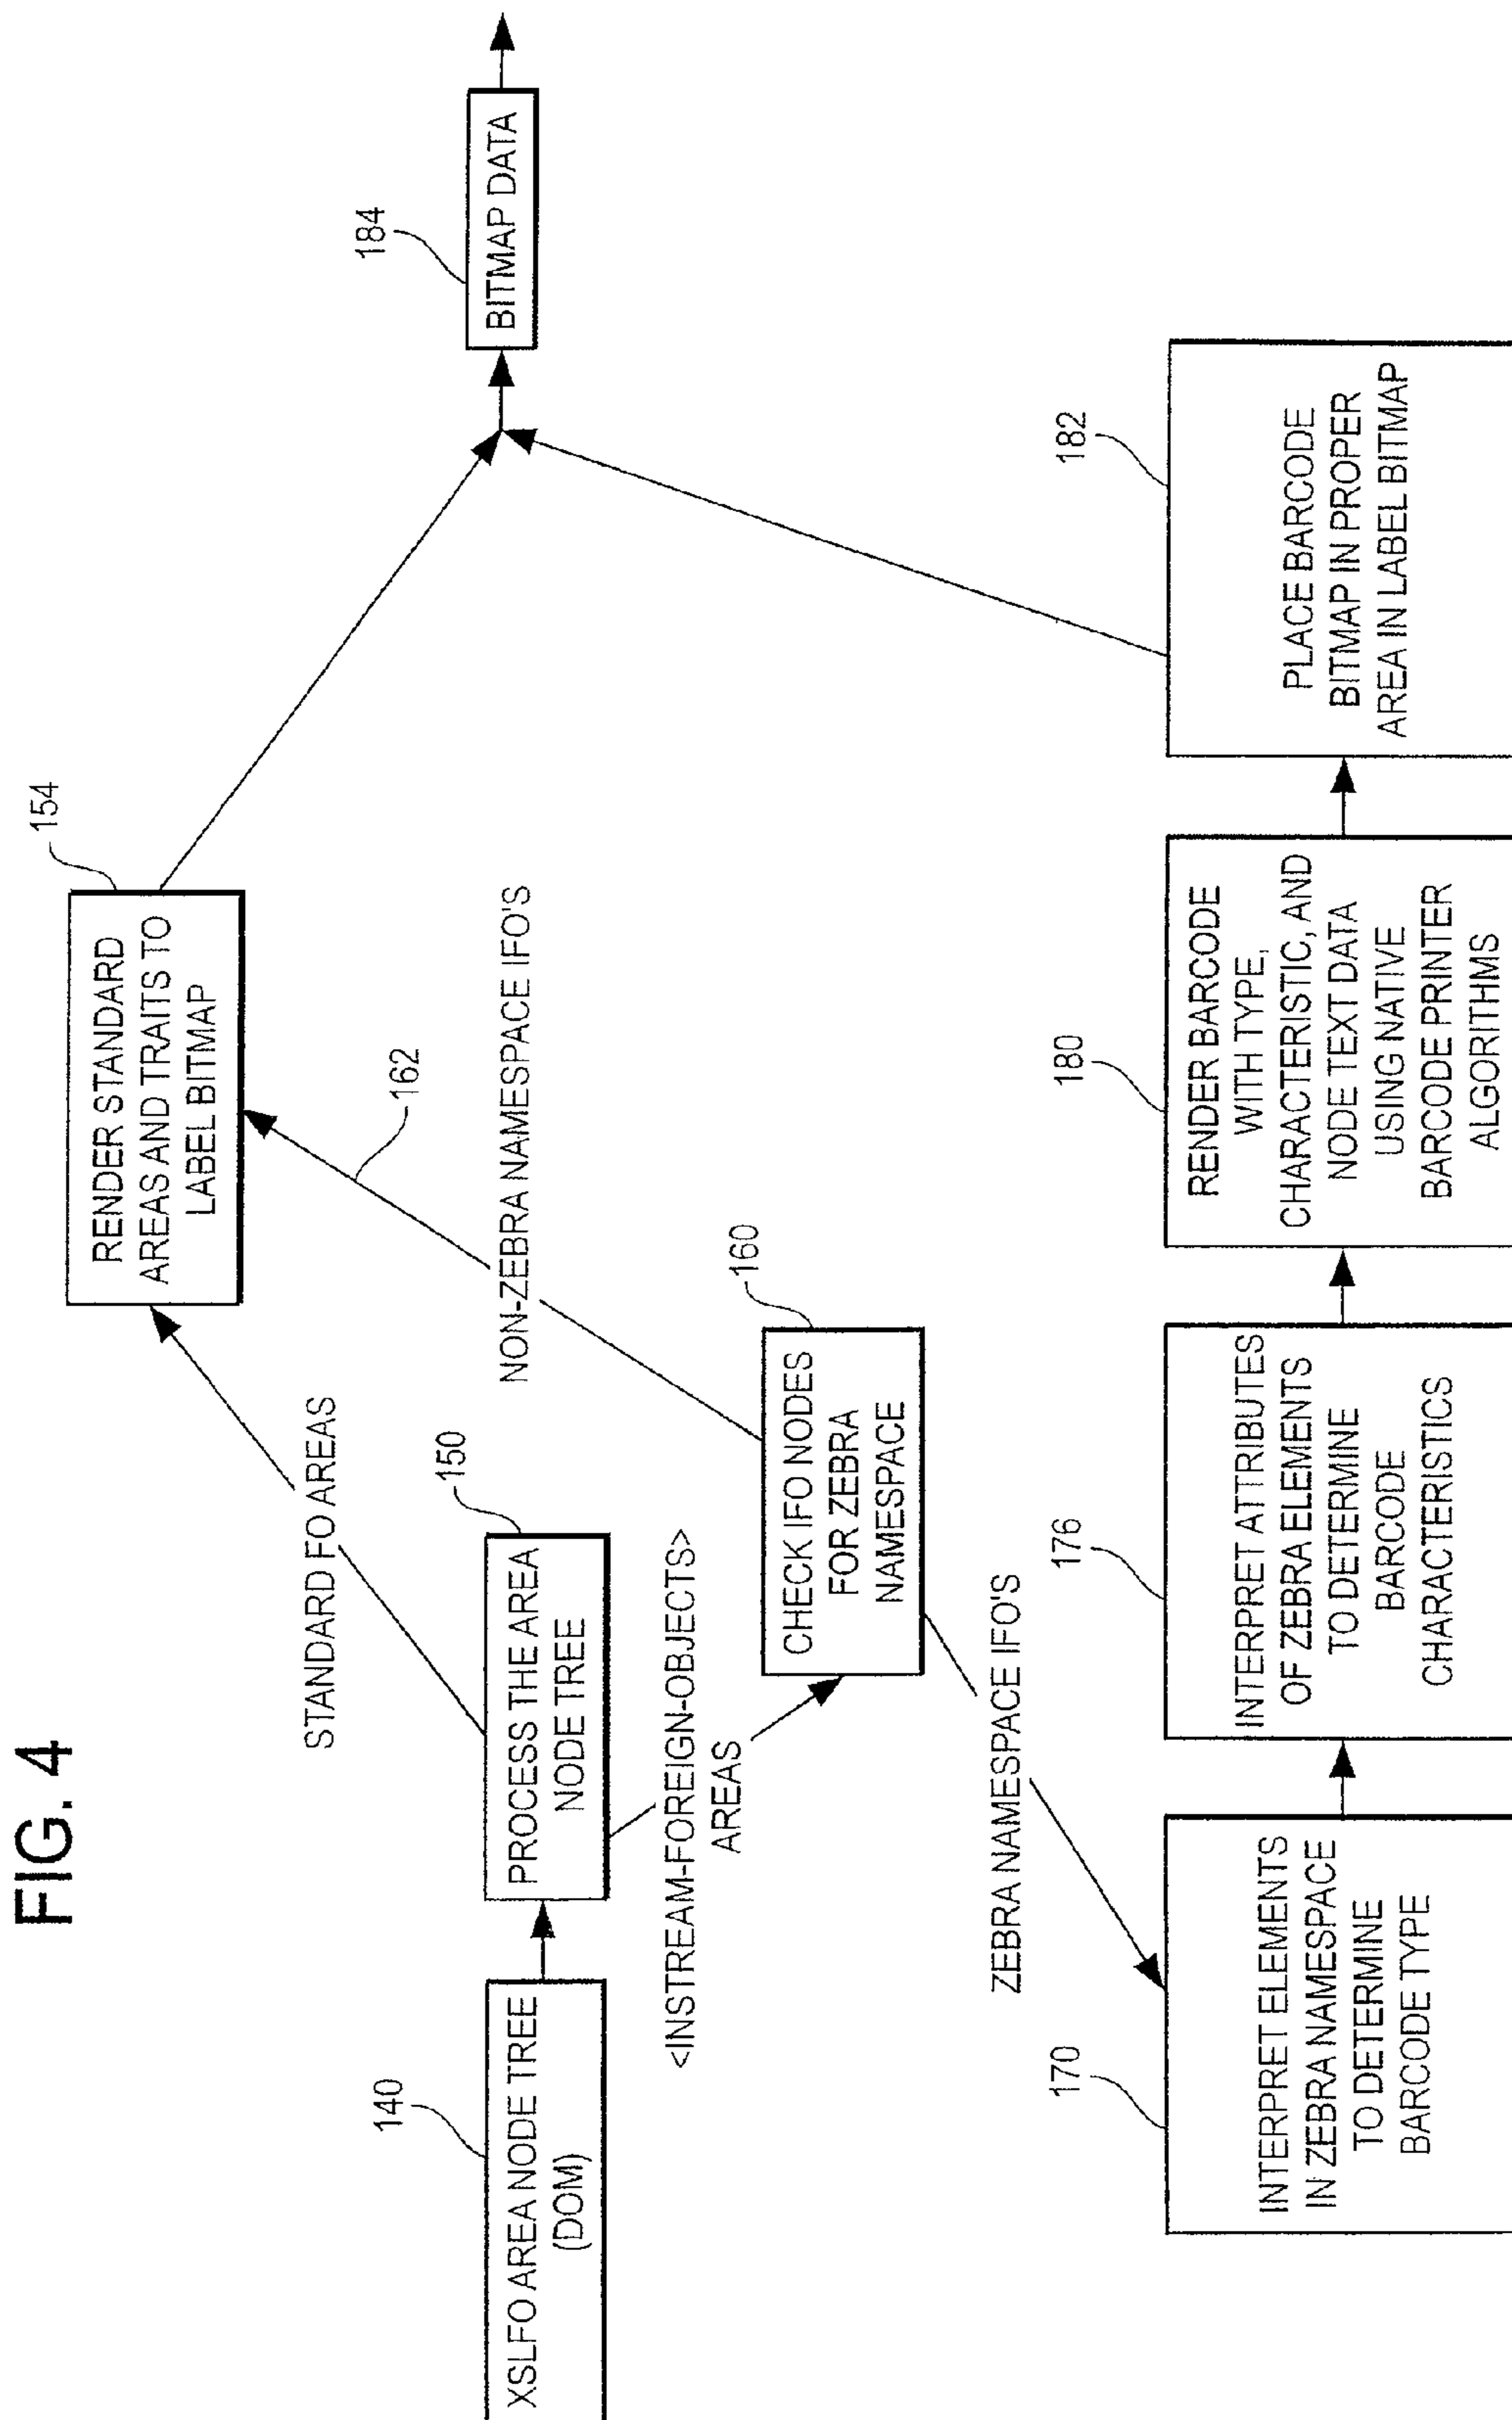 FIG. 4
XSLFO AREA NODE TREE
(DOM)
140
PROCESS THE AREA
NODE TREE
150
STANDARD FO AREAS
<INSTREAM-FOREIGN-OBJECTS>
AREAS
RENDER STANDARD
AREAS AND TRAITS TO
LABEL BITMAP
154
CHECK IFO NODES
FOR ZEBRA
NAMESPACE
160
NON-ZEBRA NAMESPACE IFO'S
162
ZEBRA NAMESPACE IFO'S
170
INTERPRET ELEMENTS
IN ZEBRA NAMESPACE
TO DETERMINE
BARCODE TYPE
176
INTERPRET ATTRIBUTES
OF ZEBRA ELEMENTS
TO DETERMINE
BARCODE
CHARACTERISTICS
180
RENDER BARCODE
WITH TYPE,
CHARACTERISTIC, AND
NODE TEXT DATA
USING NATIVE
BARCODE PRINTER
ALGORITHMS
182
PLACE BARCODE
BITMAP IN PROPER
AREA IN LABEL BITMAP
184
BITMAP DATA